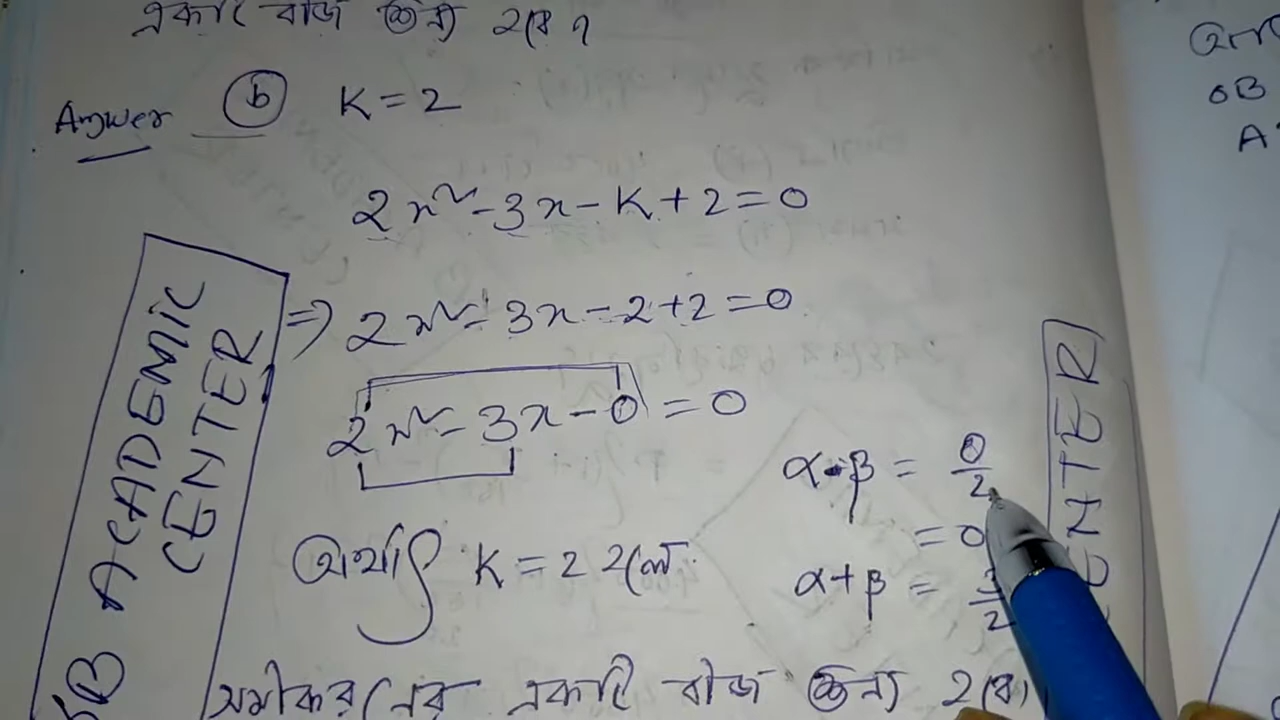 একটি বীজ শূন্য হবে ?
Answer (b) K = 2
2x² - 3x - K + 2 = 0
⇒ 2x² - 3x - 2 + 2 = 0
2x² - 3x - 0 = 0
α·β = 0/2
= 0
α + β = 3/2
অর্থাৎ K = 2 হলে
সমীকরণের একটি বীজ শূন্য হবে।
ACADEMIC
CENTER
CENTER
OB
A